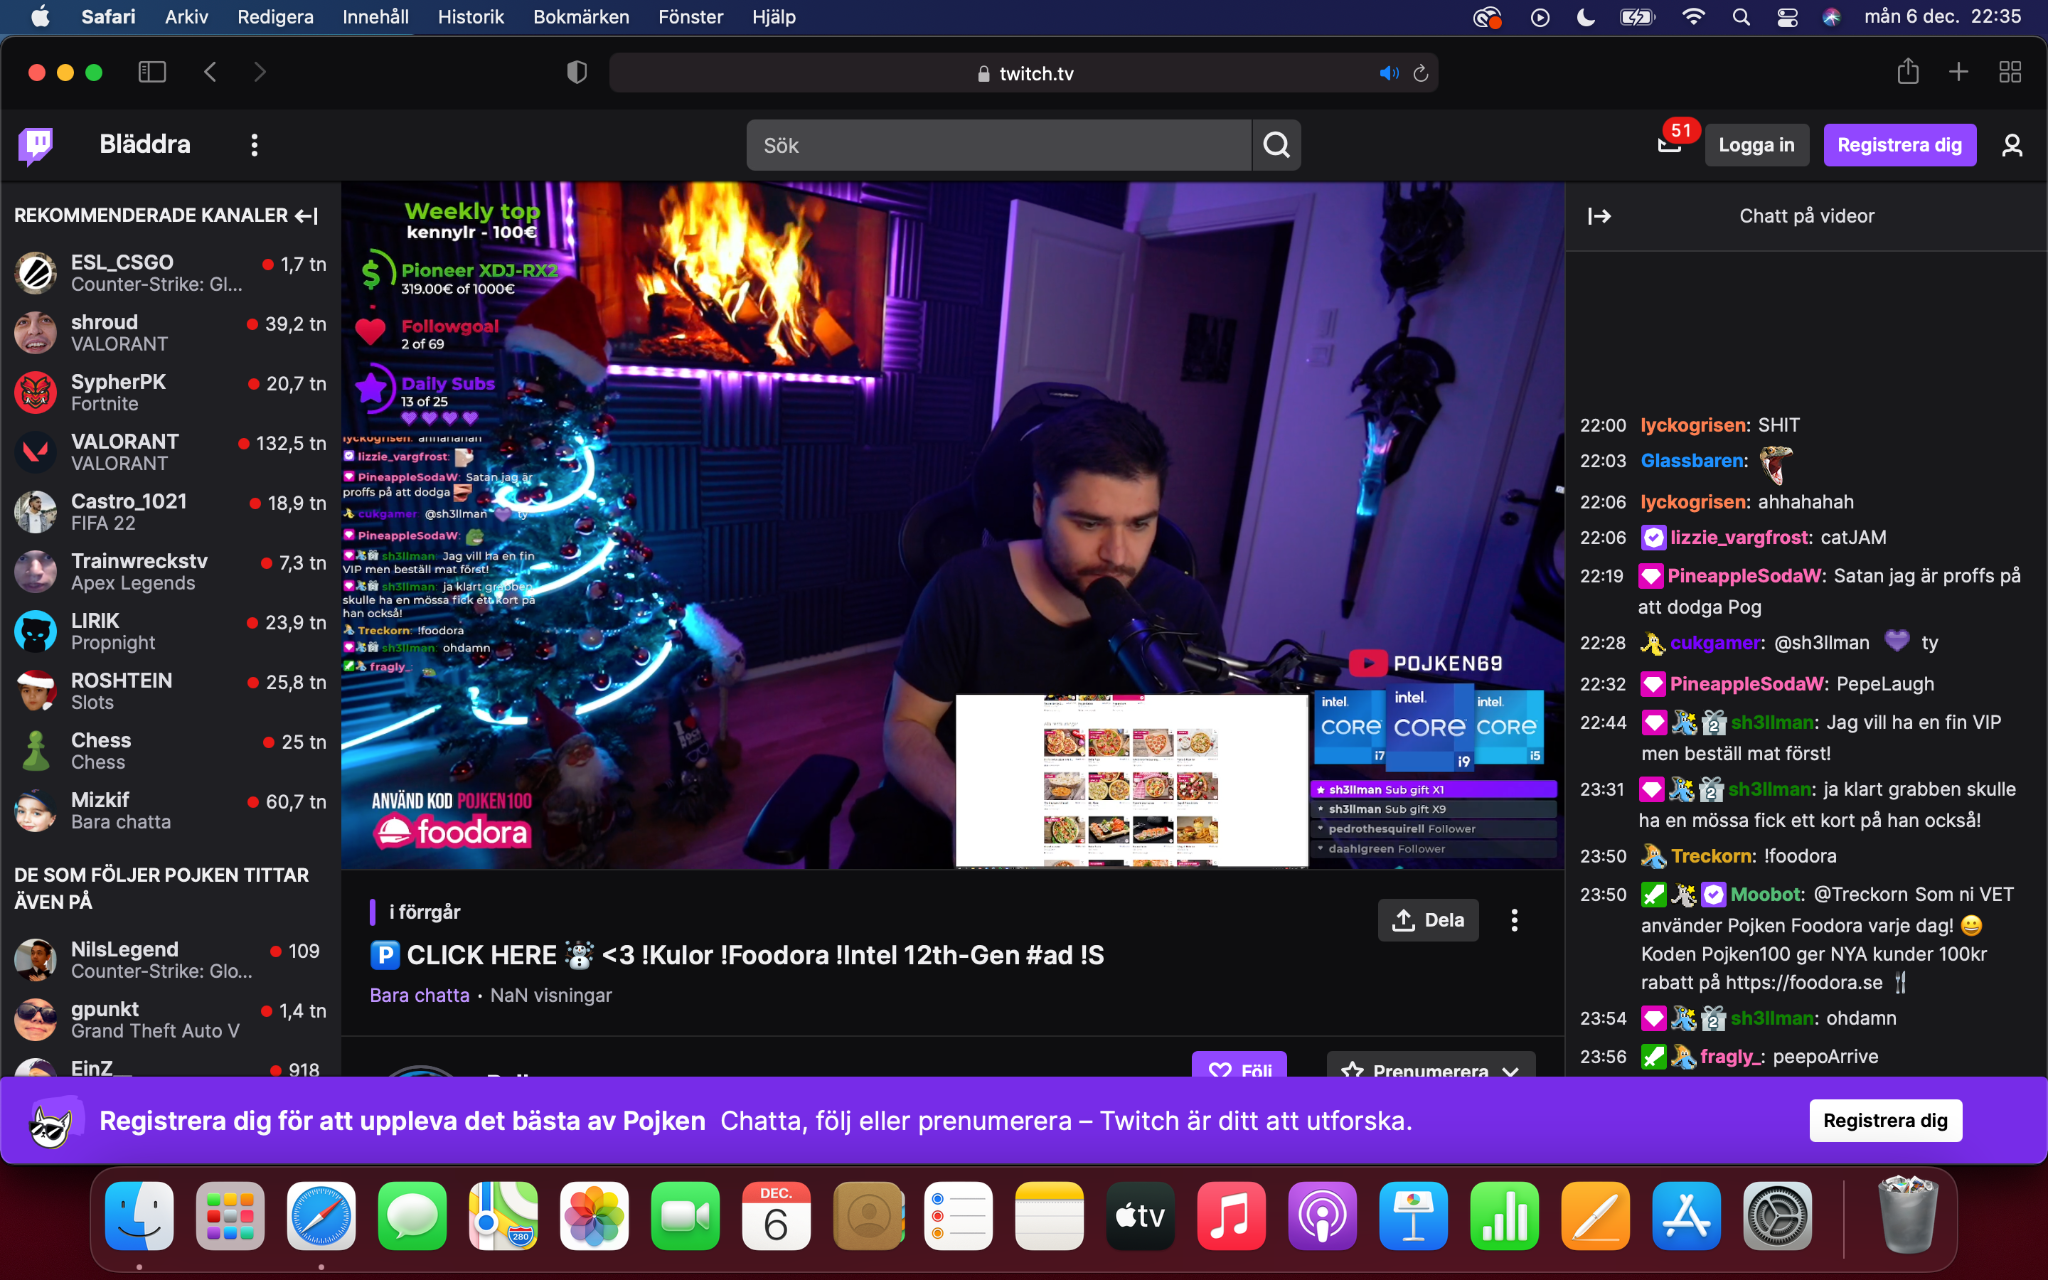 Safari Arkiv Redigera Innehåll Historik Bokmärken Fönster Hjälp mån 6 dec. 22:35
twitch.tv
Bläddra Sök 51 Logga in Registrera dig
REKOMMENDERADE KANALER
ESL_CSGO 1,7 tn
Counter-Strike: Gl...
shroud 39,2 tn
VALORANT
SypherPK 20,7 tn
Fortnite
VALORANT 132,5 tn
VALORANT
Castro_1021 18,9 tn
FIFA 22
Trainwreckstv 7,3 tn
Apex Legends
LIRIK 23,9 tn
Propnight
ROSHTEIN 25,8 tn
Slots
Chess 25 tn
Chess
Mizkif 60,7 tn
Bara chatta
DE SOM FÖLJER POJKEN TITTAR
ÄVEN PÅ
NilsLegend 109
Counter-Strike: Glo...
gpunkt 1,4 tn
Grand Theft Auto V
EinZ__ 918
Weekly top
kennylr - 100€
Pioneer XDJ-RX2
319.00€ of 1000€
Followgoal
2 of 69
Daily Subs
13 of 25
lyckogrisen: ahhahahah
lizzie_vargfrost:
PineappleSodaW: Satan jag är
proffs på att dodga
cukgamer: @sh3llman ty
PineappleSodaW:
sh3llman: Jag vill ha en fin
VIP men beställ mat först!
sh3llman: ja klart grabben
skulle ha en mössa fick ett kort på
han också!
Treckorn: !foodora
sh3llman: ohdamn
fragly_:
ANVÄND KOD POJKEN100
foodora
POJKEN69
intel. CORE i7
intel. CORE i9
intel. CORE i5
sh3llman Sub gift X1
sh3llman Sub gift X9
pedrothesquirell Follower
daahlgreen Follower
i förrgår
Dela
P CLICK HERE <3 !Kulor !Foodora !Intel 12th-Gen #ad !S
Bara chatta • NaN visningar
Följ Prenumerera
Chatt på videor
22:00 lyckogrisen: SHIT
22:03 Glassbaren:
22:06 lyckogrisen: ahhahahah
22:06 lizzie_vargfrost: catJAM
22:19 PineappleSodaW: Satan jag är proffs på
att dodga Pog
22:28 cukgamer: @sh3llman ty
22:32 PineappleSodaW: PepeLaugh
22:44 2 sh3llman: Jag vill ha en fin VIP
men beställ mat först!
23:31 2 sh3llman: ja klart grabben skulle
ha en mössa fick ett kort på han också!
23:50 Treckorn: !foodora
23:50 Moobot: @Treckorn Som ni VET
använder Pojken Foodora varje dag!
Koden Pojken100 ger NYA kunder 100kr
rabatt på https://foodora.se
23:54 2 sh3llman: ohdamn
23:56 fragly_: peepoArrive
Registrera dig för att uppleva det bästa av Pojken Chatta, följ eller prenumerera – Twitch är ditt att utforska. Registrera dig
280
DEC.
6
tv